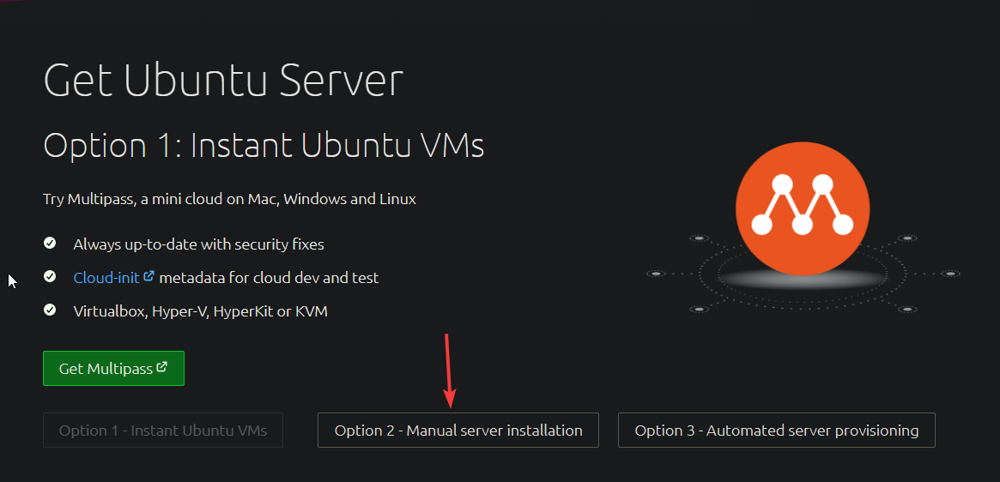 Get Ubuntu Server
Option 1: Instant Ubuntu VMs
Try Multipass, a mini cloud on Mac, Windows and Linux
Always up-to-date with security fixes
Cloud-init metadata for cloud dev and test
Virtualbox, Hyper-V, HyperKit or KVM
Get Multipass
Option 1 - Instant Ubuntu VMs
Option 2 - Manual server installation
Option 3 - Automated server provisioning